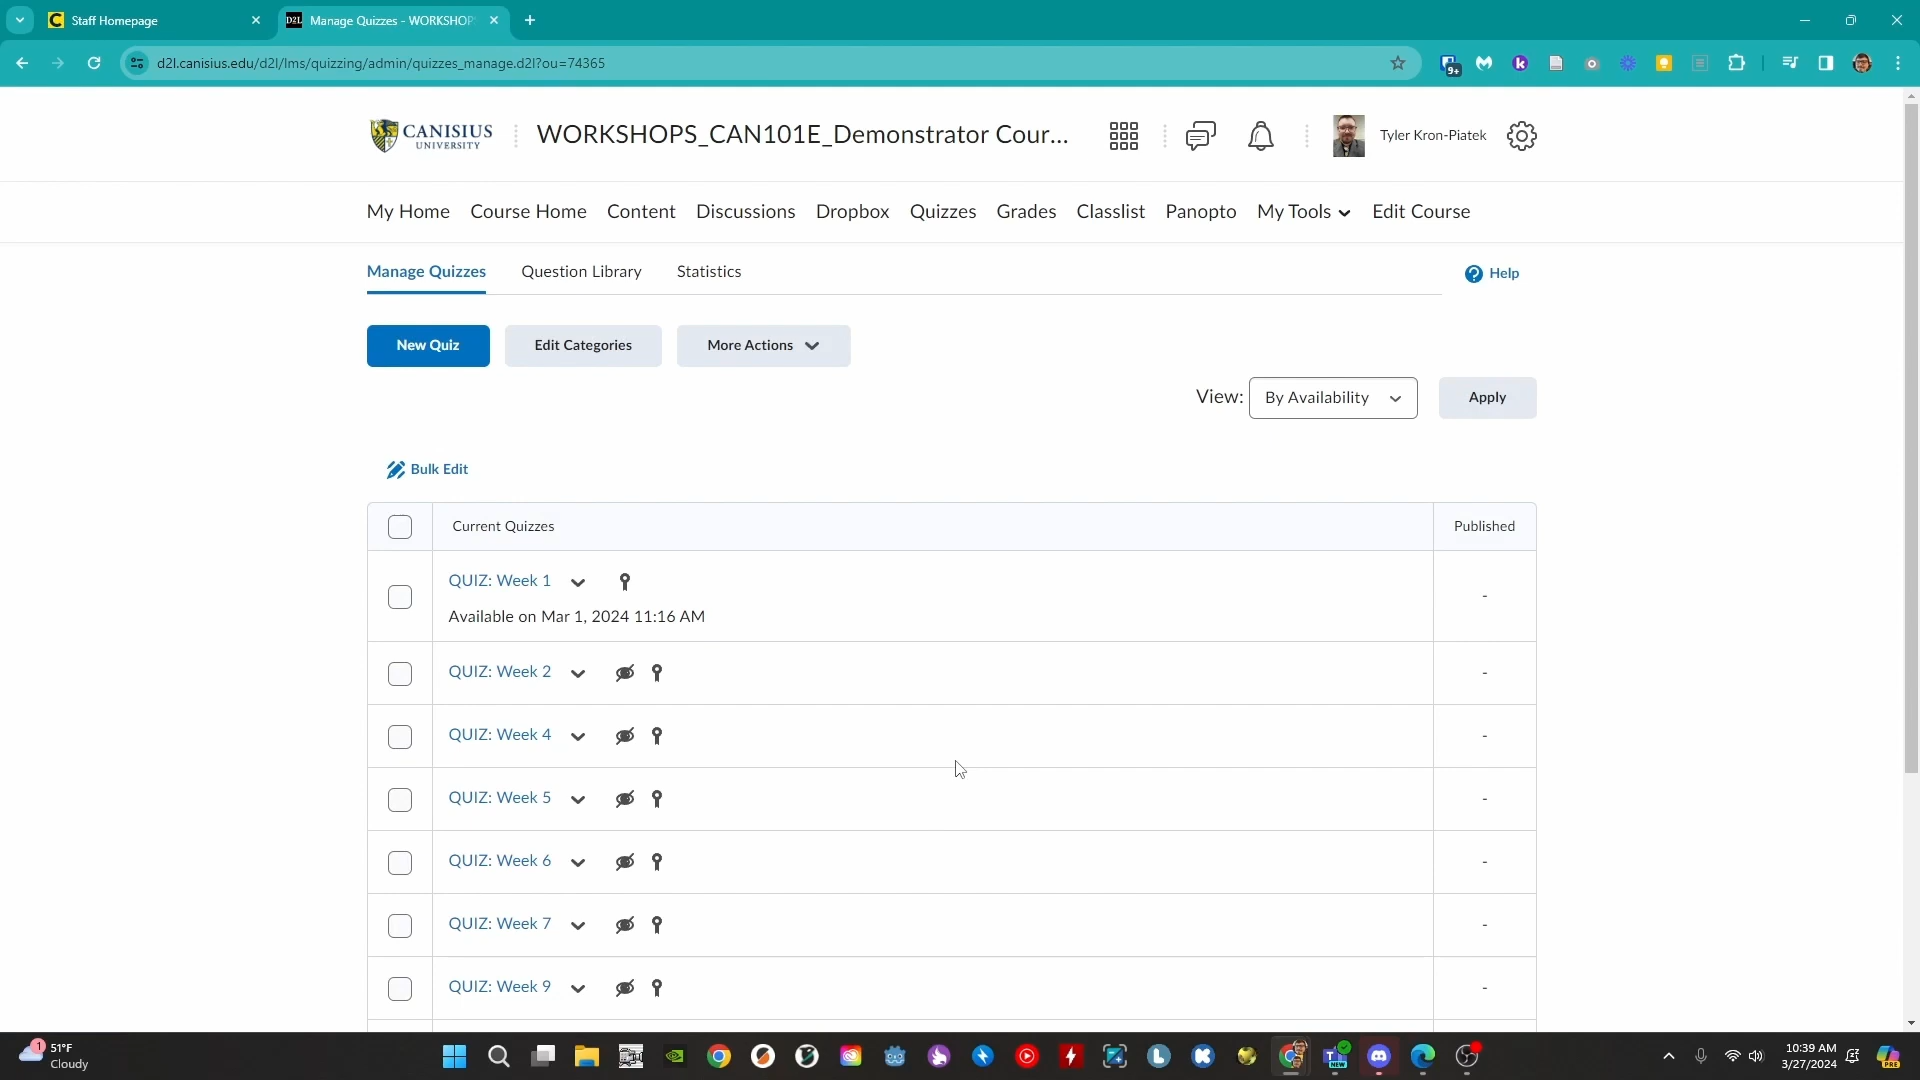 Staff Homepage
D2L Manage Quizzes - WORKSHOP
d2l.canisius.edu/d2l/lms/quizzing/admin/quizzes_manage.d2l?ou=74365
9+
CANISIUS
UNIVERSITY
WORKSHOPS_CAN101E_Demonstrator Cour...
Tyler Kron-Piatek
My Home Course Home Content Discussions Dropbox Quizzes Grades Classlist Panopto My Tools Edit Course
Manage Quizzes Question Library Statistics
Help
New Quiz Edit Categories More Actions
View: By Availability Apply
Bulk Edit
Current Quizzes Published
QUIZ: Week 1
Available on Mar 1, 2024 11:16 AM
-
QUIZ: Week 2 -
QUIZ: Week 4 -
QUIZ: Week 5 -
QUIZ: Week 6 -
QUIZ: Week 7 -
QUIZ: Week 9 -
1
51°F
Cloudy
NEW
10:39 AM
3/27/2024
PRE